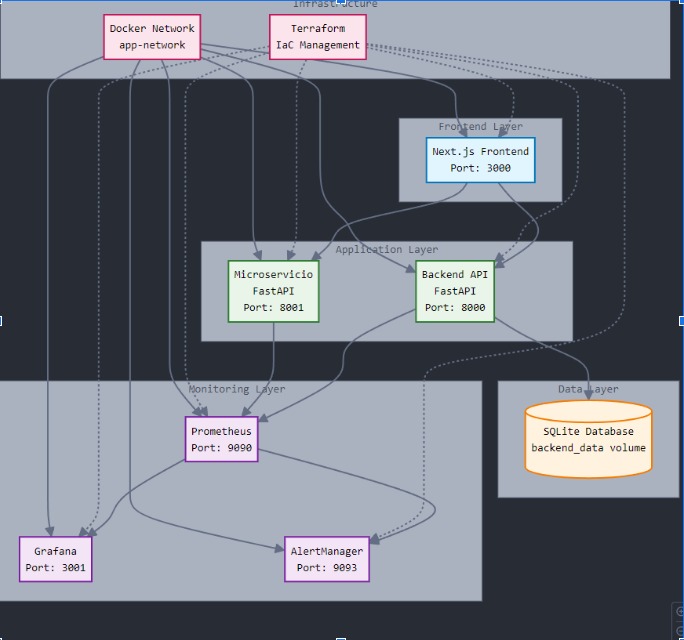 Infrastructure
Docker Network
app-network
Terraform
IaC Management
Frontend Layer
Next.js Frontend
Port: 3000
Application Layer
Microservicio
FastAPI
Port: 8001
Backend API
FastAPI
Port: 8000
Monitoring Layer
Prometheus
Port: 9090
Data Layer
SQLite Database
backend_data volume
Grafana
Port: 3001
AlertManager
Port: 9093